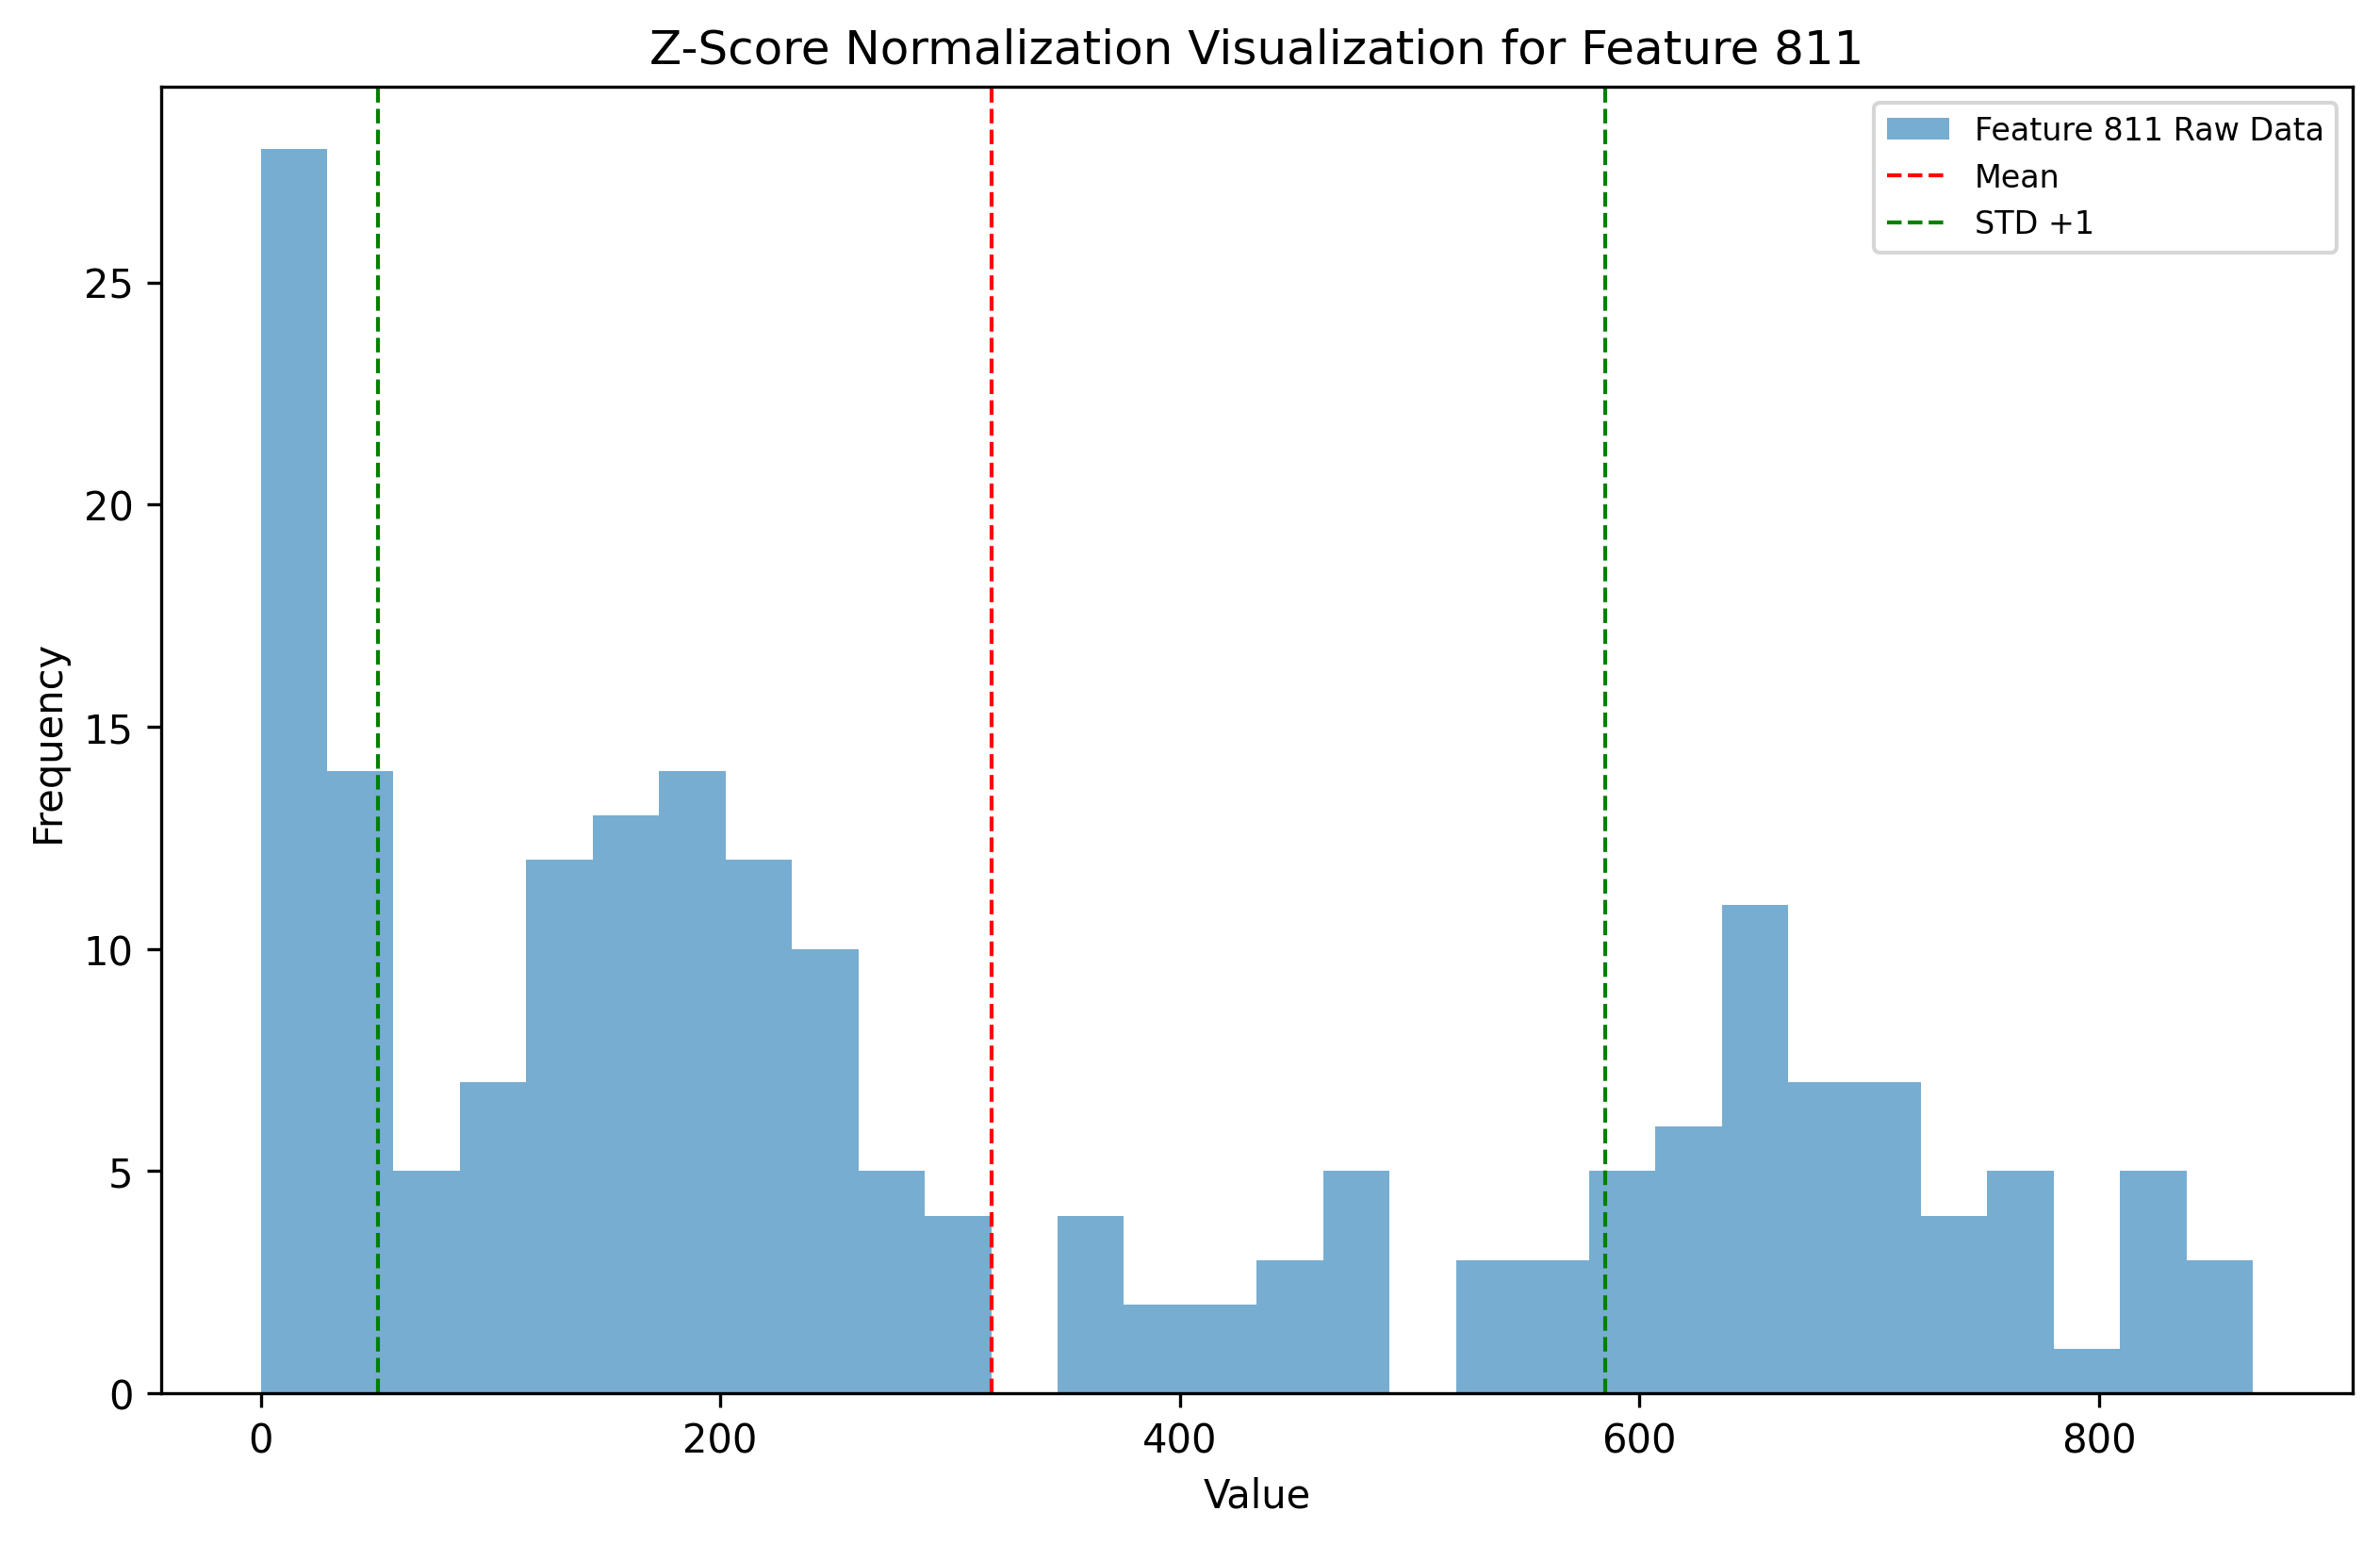 Z-Score Normalization Visualization for Feature 811
Feature 811 Raw Data
Mean
STD +1
Frequency
25
20
15
10
5
0
0 200 400 600 800
Value